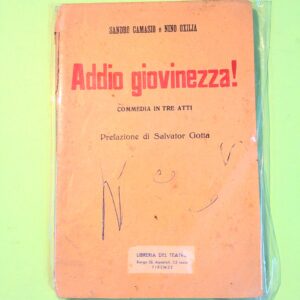 SANDRO CAMASIO e NINO OXILIA
Addio giovinezza!
COMMEDIA IN TRE ATTI
Prefazione di Salvator Gotta
LIBRERIA DEL TEATRO
FIRENZE